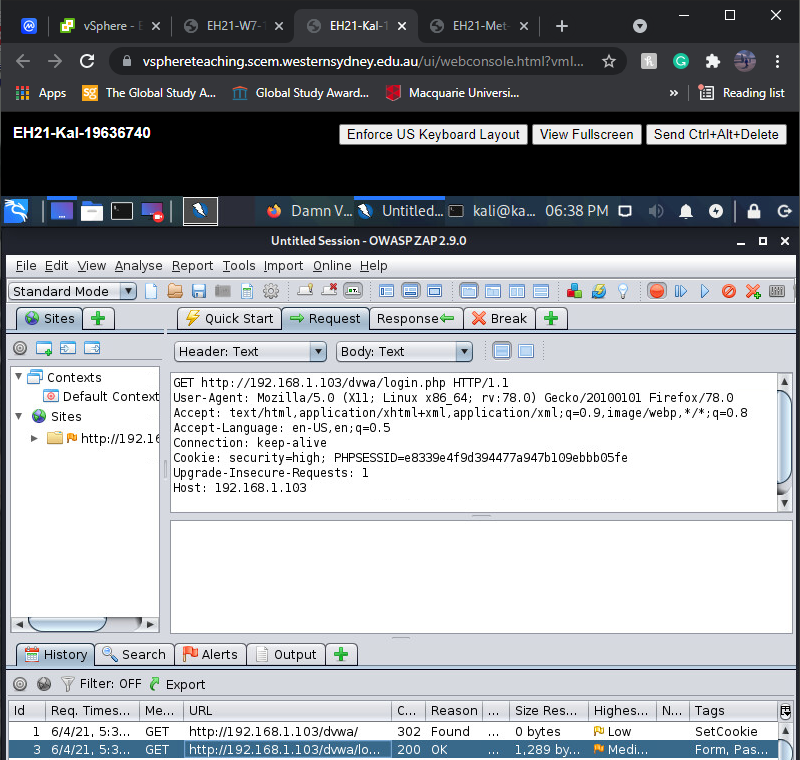 vSphere - E
EH21-W7-1
EH21-Kal-1
EH21-Met-
vsphereteaching.scem.westernsydney.edu.au/ui/webconsole.html?vml...
Apps
SG
The Global Study A...
Global Study Award...
Macquarie Universi...
»
Reading list
EH21-Kal-19636740
Enforce US Keyboard Layout
View Fullscreen
Send Ctrl+Alt+Delete
Damn V...
Untitled...
kali@ka...
06:38 PM
Untitled Session - OWASP ZAP 2.9.0
File Edit View Analyse Report Tools Import Online Help
Standard Mode
Sites
Quick Start
Request
Response
Break
Header: Text
Body: Text
Contexts
Default Context
Sites
http://192.16
GET http://192.168.1.103/dvwa/login.php HTTP/1.1
User-Agent: Mozilla/5.0 (X11; Linux x86_64; rv:78.0) Gecko/20100101 Firefox/78.0
Accept: text/html,application/xhtml+xml,application/xml;q=0.9,image/webp,*/*;q=0.8
Accept-Language: en-US,en;q=0.5
Connection: keep-alive
Cookie: security=high; PHPSESSID=e8339e4f9d394477a947b109ebbb05fe
Upgrade-Insecure-Requests: 1
Host: 192.168.1.103
History
Search
Alerts
Output
Filter: OFF
Export
Id Req. Times... Me... URL C... Reason ... Size Res... Highes... N... Tags
1 6/4/21, 5:3... GET http://192.168.1.103/dvwa/ 302 Found ... 0 bytes Low SetCookie
3 6/4/21, 5:3... GET http://192.168.1.103/dvwa/lo... 200 OK ... 1,289 by... Medi... Form, Pas...